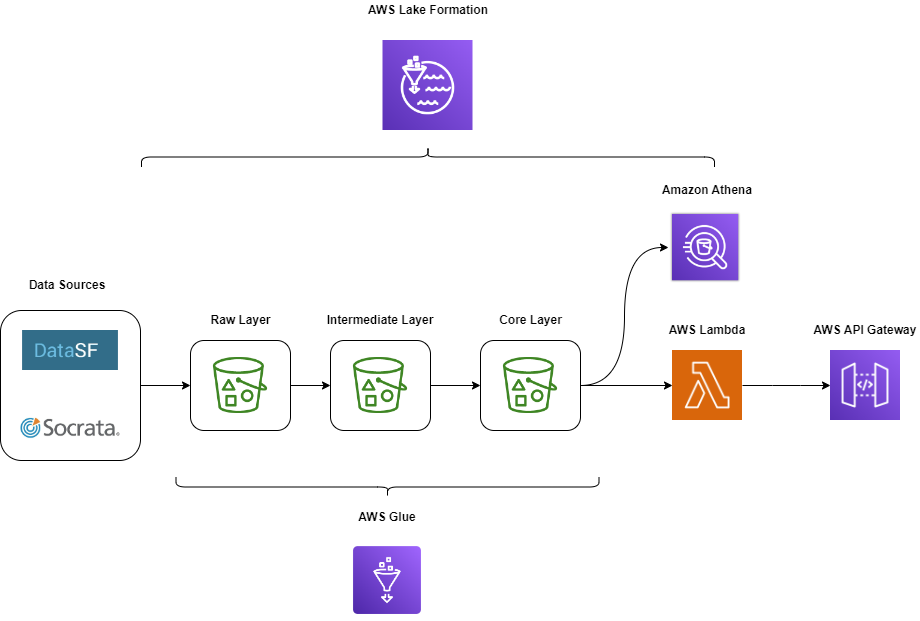 AWS Lake Formation
Amazon Athena
Data Sources
Raw Layer
Intermediate Layer
Core Layer
AWS Lambda
AWS API Gateway
DataSF
Socrata.
AWS Glue